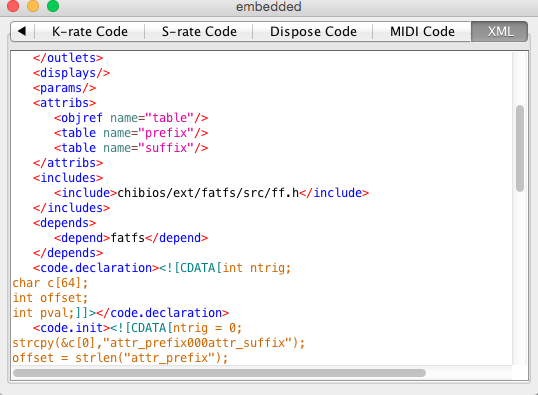 embedded
K-rate Code
S-rate Code
Dispose Code
MIDI Code
XML
</outlets>
<displays/>
<params/>
<attribs>
<objref name="table"/>
<table name="prefix"/>
<table name="suffix"/>
</attribs>
<includes>
<include>chibios/ext/fatfs/src/ff.h</include>
</includes>
<depends>
<depend>fatfs</depend>
</depends>
<code.declaration><![CDATA[int ntrig;
char c[64];
int offset;
int pval;]]></code.declaration>
<code.init><![CDATA[ntrig = 0;
strcpy(&c[0],"attr_prefix000attr_suffix");
offset = strlen("attr_prefix");